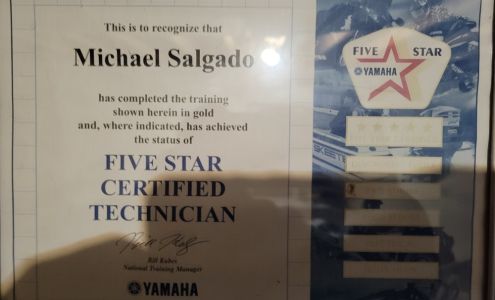 This is to recognize that
Michael Salgado
has completed the training
shown herein in gold
and, where indicated, has achieved
the status of
FIVE STAR
CERTIFIED
TECHNICIAN
Bill Kubes
National Training Manager
YAMAHA
FIVE STAR
YAMAHA
SKEETER